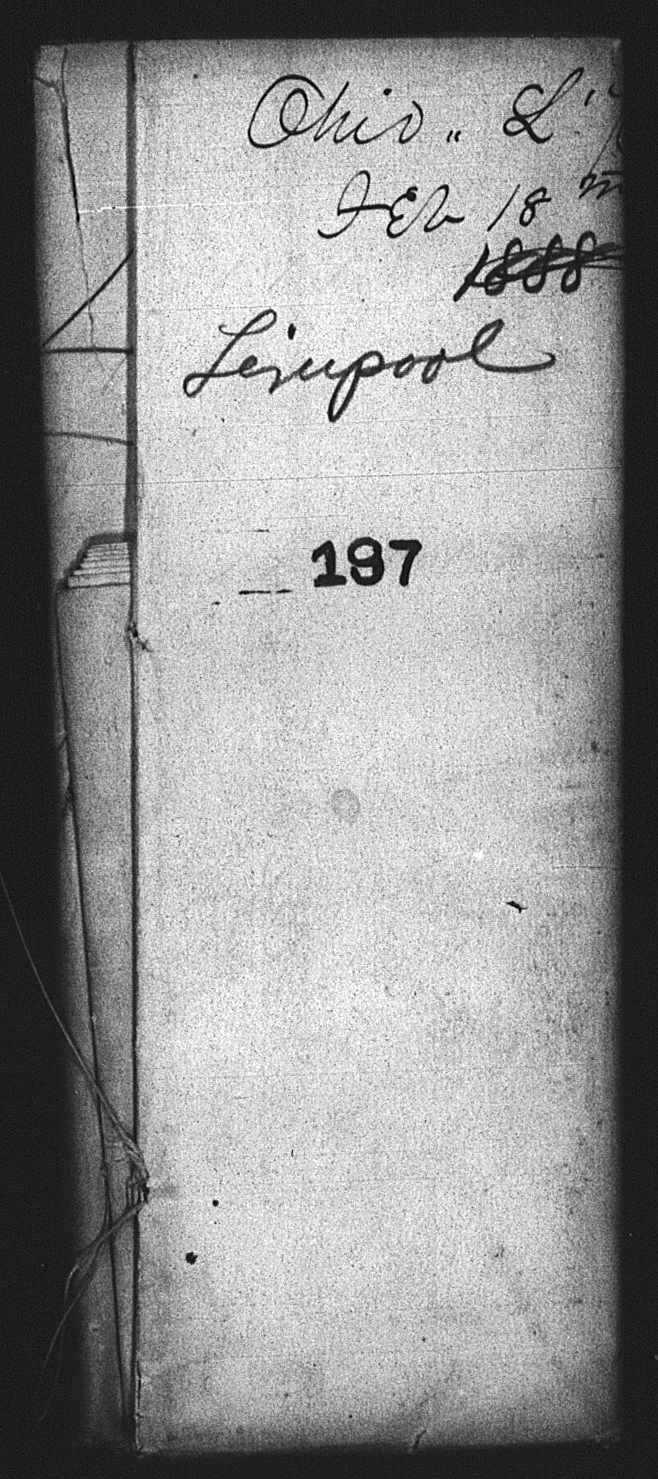 Ohio " L"
Feb 18
1888
Liverpool
197